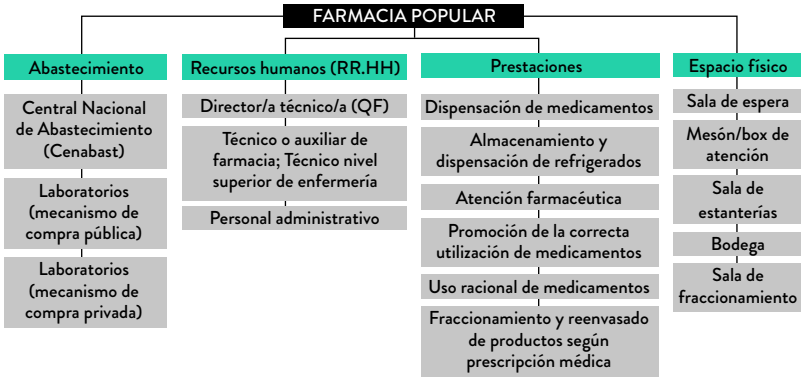 FARMACIA POPULAR
Abastecimiento
Central Nacional
de Abastecimiento
(Cenabast)
Laboratorios
(mecanismo de
compra pública)
Laboratorios
(mecanismo de
compra privada)
Recursos humanos (RR.HH)
Director/a técnico/a (QF)
Técnico o auxiliar de
farmacia; Técnico nivel
superior de enfermería
Personal administrativo
Prestaciones
Dispensación de medicamentos
Almacenamiento y
dispensación de refrigerados
Atención farmacéutica
Promoción de la correcta
utilización de medicamentos
Uso racional de medicamentos
Fraccionamiento y reenvasado
de productos según
prescripción médica
Espacio físico
Sala de espera
Mesón/box de
atención
Sala de
estanterías
Bodega
Sala de
fraccionamiento